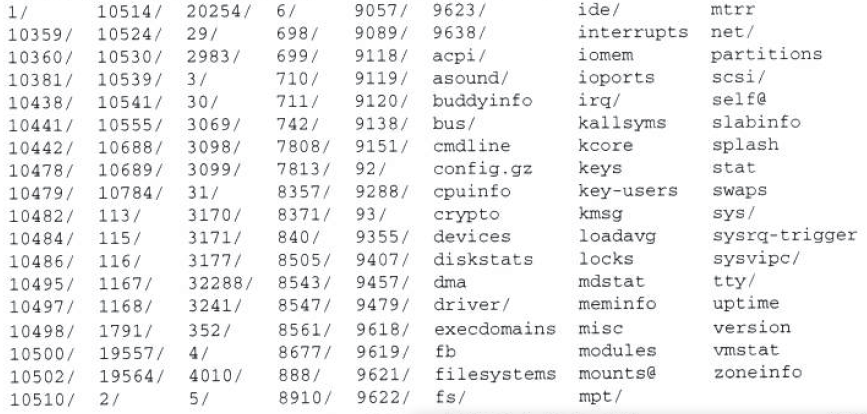 1/ 10514/ 20254/ 6/ 9057/ 9623/ ide/ mtrr
10359/ 10524/ 29/ 698/ 9089/ 9638/ interrupts net/
10360/ 10530/ 2983/ 699/ 9118/ acpi/ iomem partitions
10381/ 10539/ 3/ 710/ 9119/ asound/ ioports scsi/
10438/ 10541/ 30/ 711/ 9120/ buddyinfo irq/ self@
10441/ 10555/ 3069/ 742/ 9138/ bus/ kallsyms slabinfo
10442/ 10688/ 3098/ 7808/ 9151/ cmdline kcore splash
10478/ 10689/ 3099/ 7813/ 92/ config.gz keys stat
10479/ 10784/ 31/ 8357/ 9288/ cpuinfo key-users swaps
10482/ 113/ 3170/ 8371/ 93/ crypto kmsg sys/
10484/ 115/ 3171/ 840/ 9355/ devices loadavg sysrq-trigger
10486/ 116/ 3177/ 8505/ 9407/ diskstats locks sysvipc/
10495/ 1167/ 32288/ 8543/ 9457/ dma mdstat tty/
10497/ 1168/ 3241/ 8547/ 9479/ driver/ meminfo uptime
10498/ 1791/ 352/ 8561/ 9618/ execdomains misc version
10500/ 19557/ 4/ 8677/ 9619/ fb modules vmstat
10502/ 19564/ 4010/ 888/ 9621/ filesystems mounts@ zoneinfo
10510/ 2/ 5/ 8910/ 9622/ fs/ mpt/